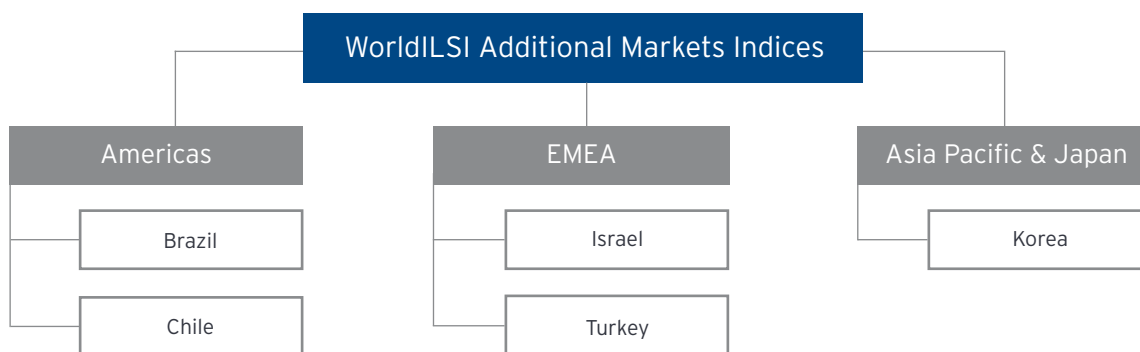 WorldILSI Additional Markets Indices
Americas
EMEA
Asia Pacific & Japan
Brazil
Israel
Korea
Chile
Turkey